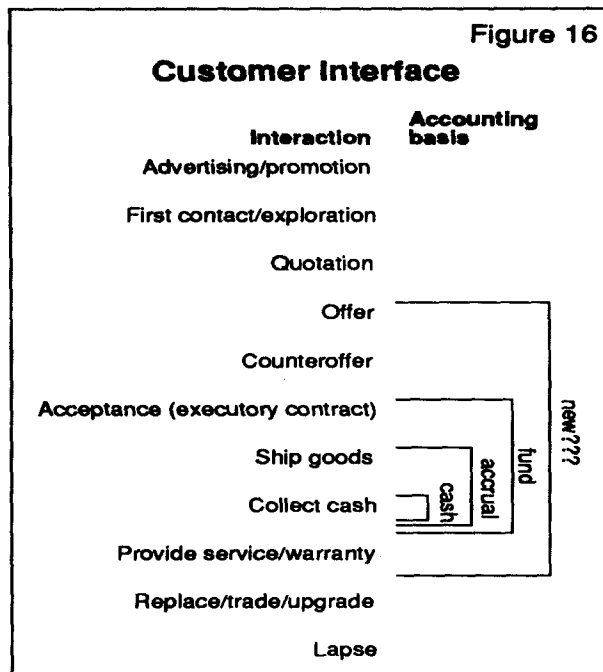 Figure 16
Customer Interface
Interaction
Accounting
basis
Advertising/promotion
First contact/exploration
Quotation
Offer
Counteroffer
Acceptance (executory contract)
Ship goods
Collect cash
Provide service/warranty
Replace/trade/upgrade
Lapse
cash
accrual
fund
new???